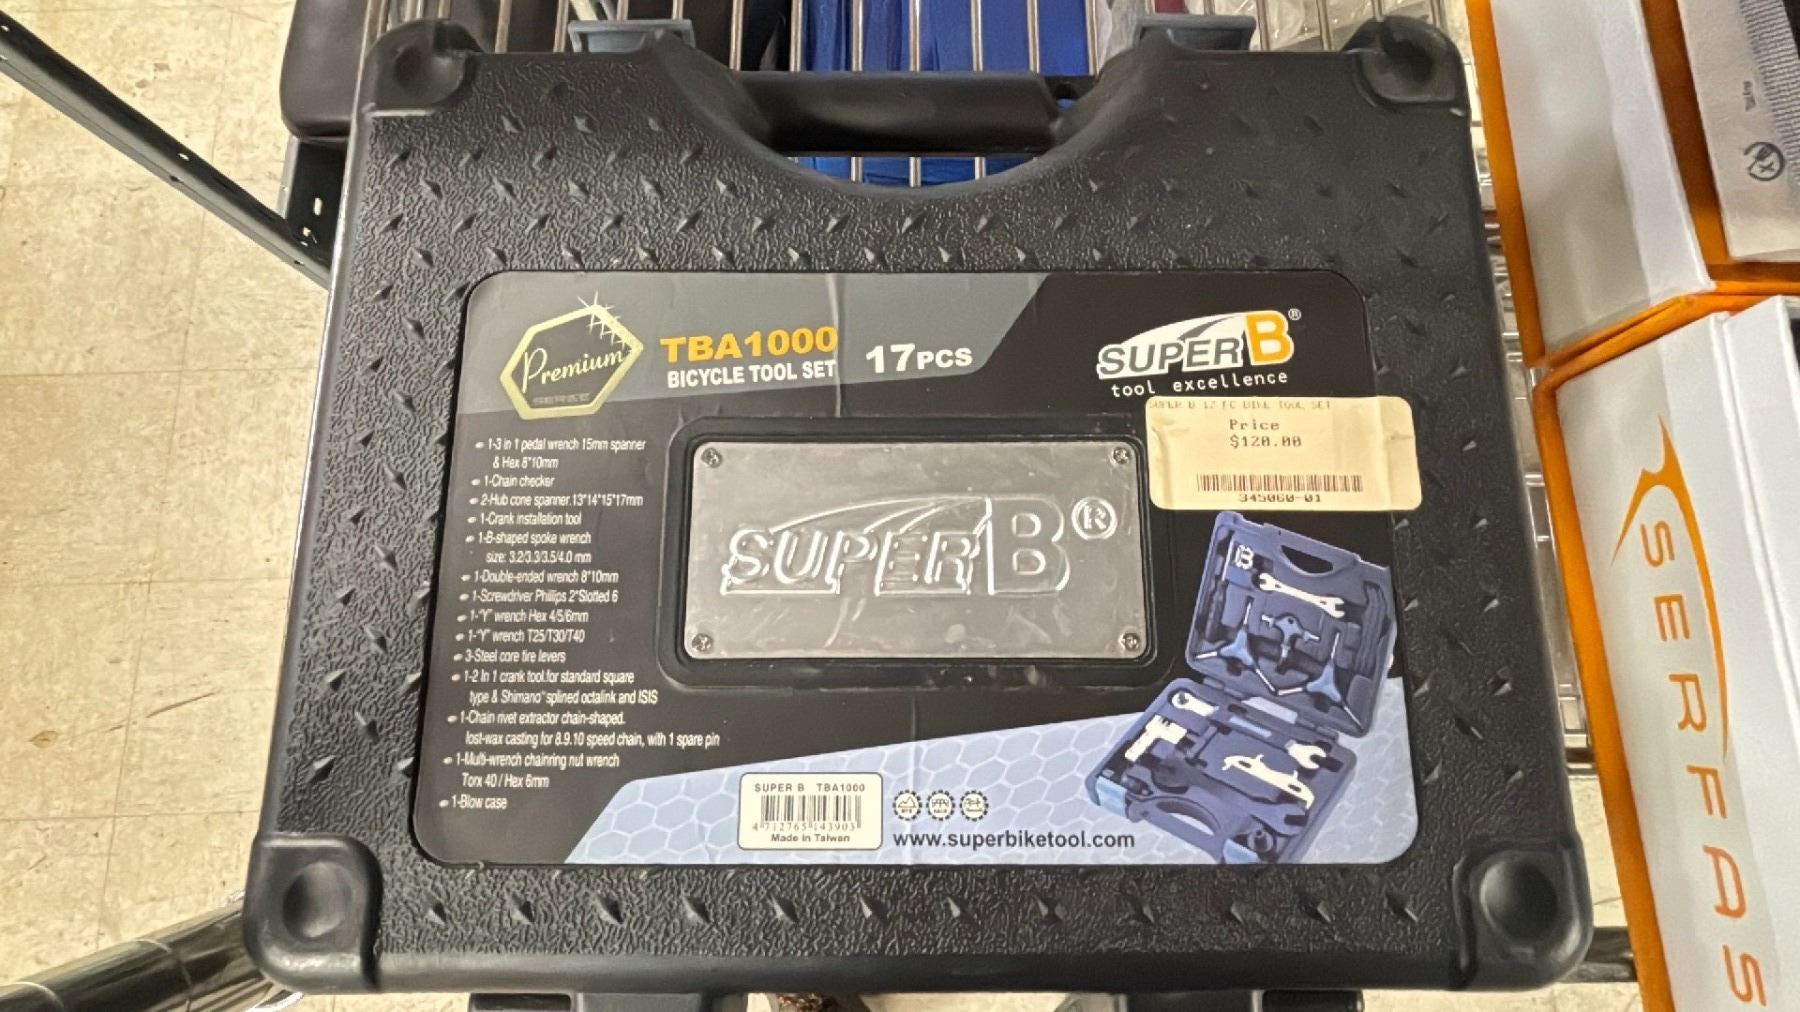 Premium
SERIES
TBA1000
BICYCLE TOOL SET
17PCS
SUPER B®
tool excellence
SUPER B 17 PC BIKE TOOL SET
Price
$120.00
345060-01
1-3 in 1 pedal wrench 15mm spanner
& Hex 8*10mm
1-Chain checker
2-Hub cone spanner.13*14*15*17mm
1-Crank installation tool
1-B-shaped spoke wrench
size: 3.2/3.3/3.5/4.0 mm
1-Double-ended wrench 8*10mm
1-Screwdriver Phillips 2*Slotted 6
1-"Y" wrench Hex 4/5/6mm
1-"Y" wrench T25/T30/T40
3-Steel core tire levers
1-2 In 1 crank tool.for standard square
type & Shimano" splined octalink and ISIS
1-Chain rivet extractor chain-shaped.
lost-wax casting for 8.9.10 speed chain, with 1 spare pin
1-Multi-wrench chainring nut wrench
Torx 40 / Hex 6mm
1-Blow case
SUPER B®
SUPER B TBA1000
4 712765 143903
Made in Taiwan
www.superbiketool.com
SERFAS